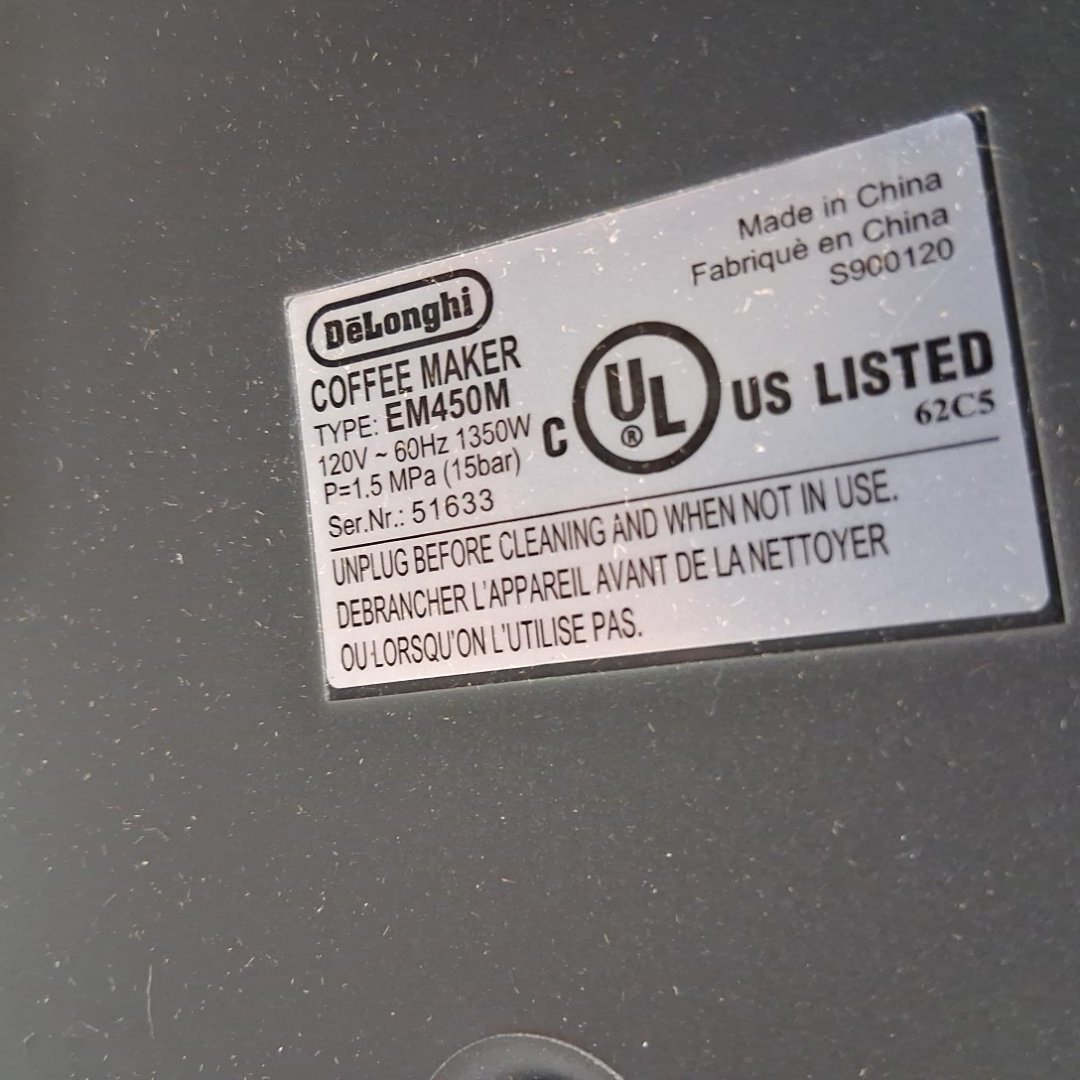 Made in China
Fabriquè en China
S900120
DēLonghi
COFFEE MAKER
TYPE: EM450M
120V ~ 60Hz 1350W
P=1.5 MPa (15bar)
Ser.Nr.: 51633
C UL ® US LISTED
62C5
UNPLUG BEFORE CLEANING AND WHEN NOT IN USE.
DEBRANCHER L'APPAREIL AVANT DE LA NETTOYER
OU LORSQU'ON L'UTILISE PAS.